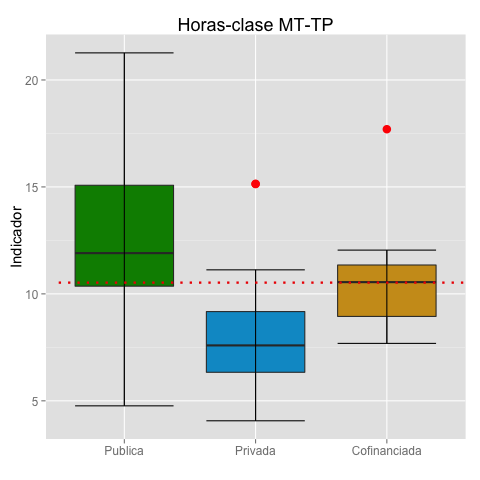 Horas-clase MT-TP
Indicador
20
15
10
5
Publica
Privada
Cofinanciada